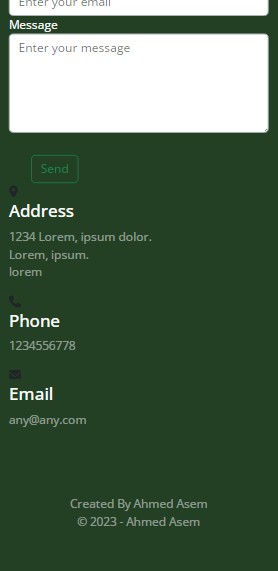 Enter your email
Message
Enter your message
Send
Address
1234 Lorem, ipsum dolor.
Lorem, ipsum.
lorem
Phone
1234556778
Email
any@any.com
Created By Ahmed Asem
© 2023 - Ahmed Asem